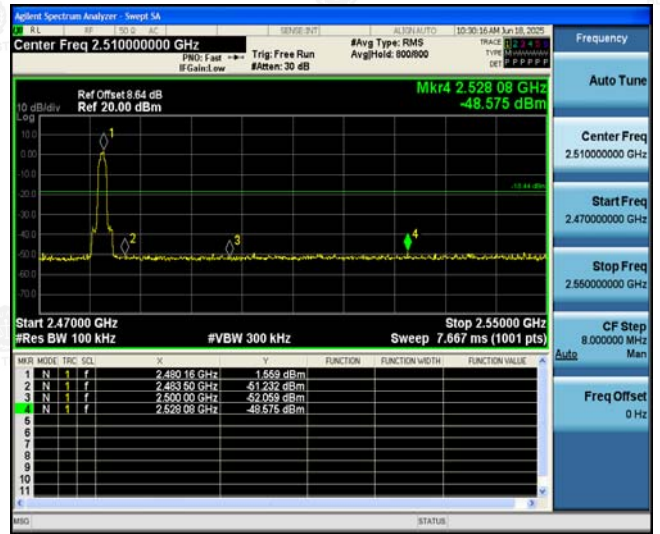 Agilent Spectrum Analyzer - Swept SA
RL RF 50 Ω AC SENSE:INT ALIGN AUTO 10:30:16 AM Jun 18, 2025
Center Freq 2.510000000 GHz
PNO: Fast
IFGain:Low
Trig: Free Run
#Atten: 30 dB
#Avg Type: RMS
Avg|Hold: 800/800
TRACE 1 2 3 4 5 6
TYPE M
DET P P P P P P
Frequency
Mkr4 2.528 08 GHz
-48.575 dBm
Ref Offset 8.64 dB
10 dB/div Ref 20.00 dBm
Log
10.0
0.00
-10.0
-20.0
-30.0
-40.0
-50.0
-60.0
-70.0
1
2
3
4
-18.44 dBm
Start 2.47000 GHz
Stop 2.55000 GHz
#Res BW 100 kHz
#VBW 300 kHz
Sweep 7.667 ms (1001 pts)
MKR MODE TRC SCL X Y FUNCTION FUNCTION WIDTH FUNCTION VALUE
1 N 1 f 2.480 16 GHz 1.559 dBm
2 N 1 f 2.483 50 GHz -51.232 dBm
3 N 1 f 2.500 00 GHz -52.059 dBm
4 N 1 f 2.528 08 GHz -48.575 dBm
5
6
7
8
9
10
11
MSG
STATUS
Auto Tune
Center Freq
2.510000000 GHz
Start Freq
2.470000000 GHz
Stop Freq
2.550000000 GHz
CF Step
8.000000 MHz
Auto Man
Freq Offset
0 Hz